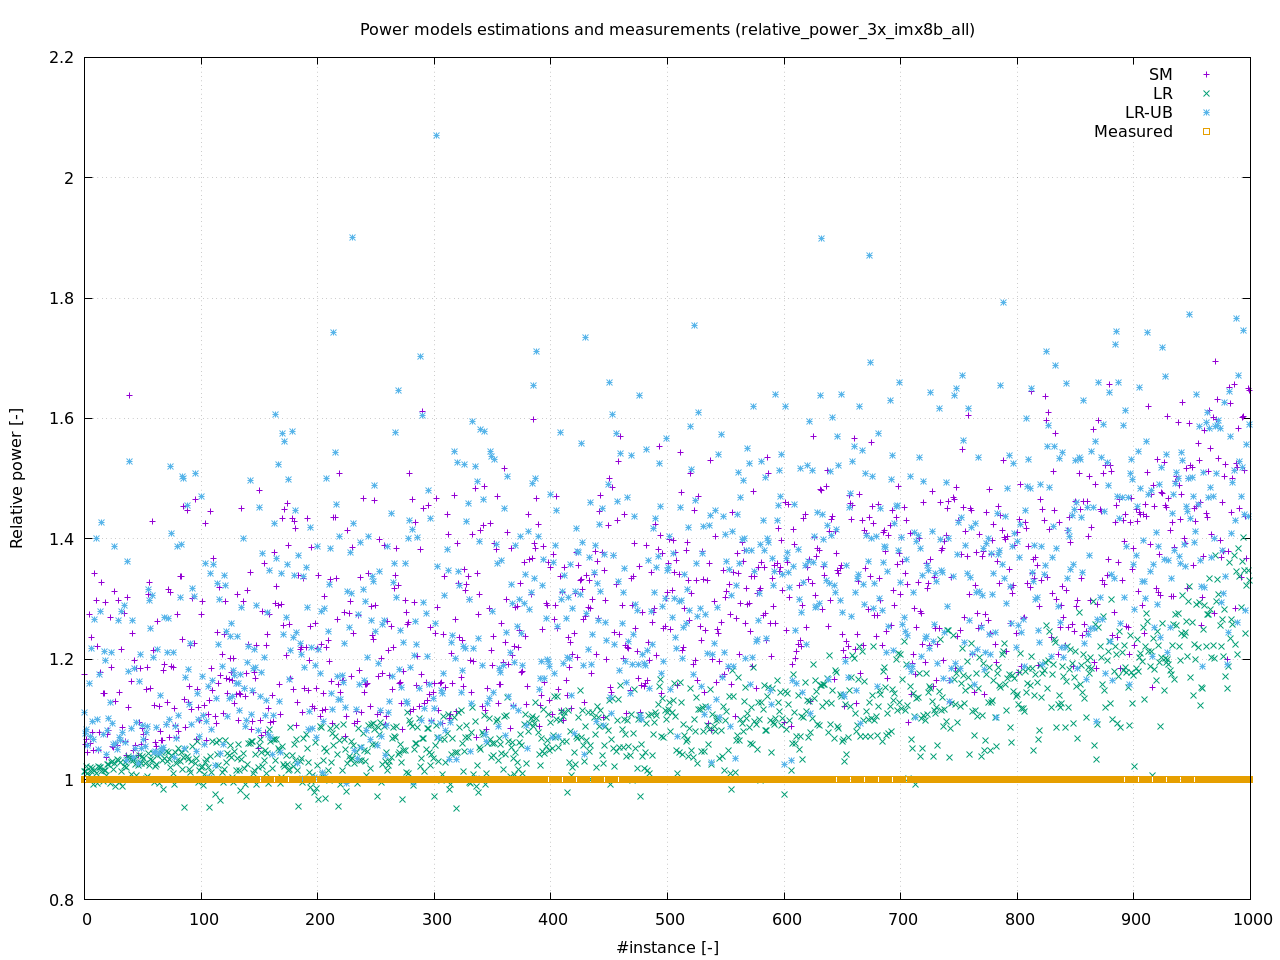 Power models estimations and measurements (relative_power_3x_imx8b_all)
2.2
2
1.8
1.6
1.4
1.2
1
0.8
Relative power [-]
SM
LR
LR-UB
Measured
0 100 200 300 400 500 600 700 800 900 1000
#instance [-]